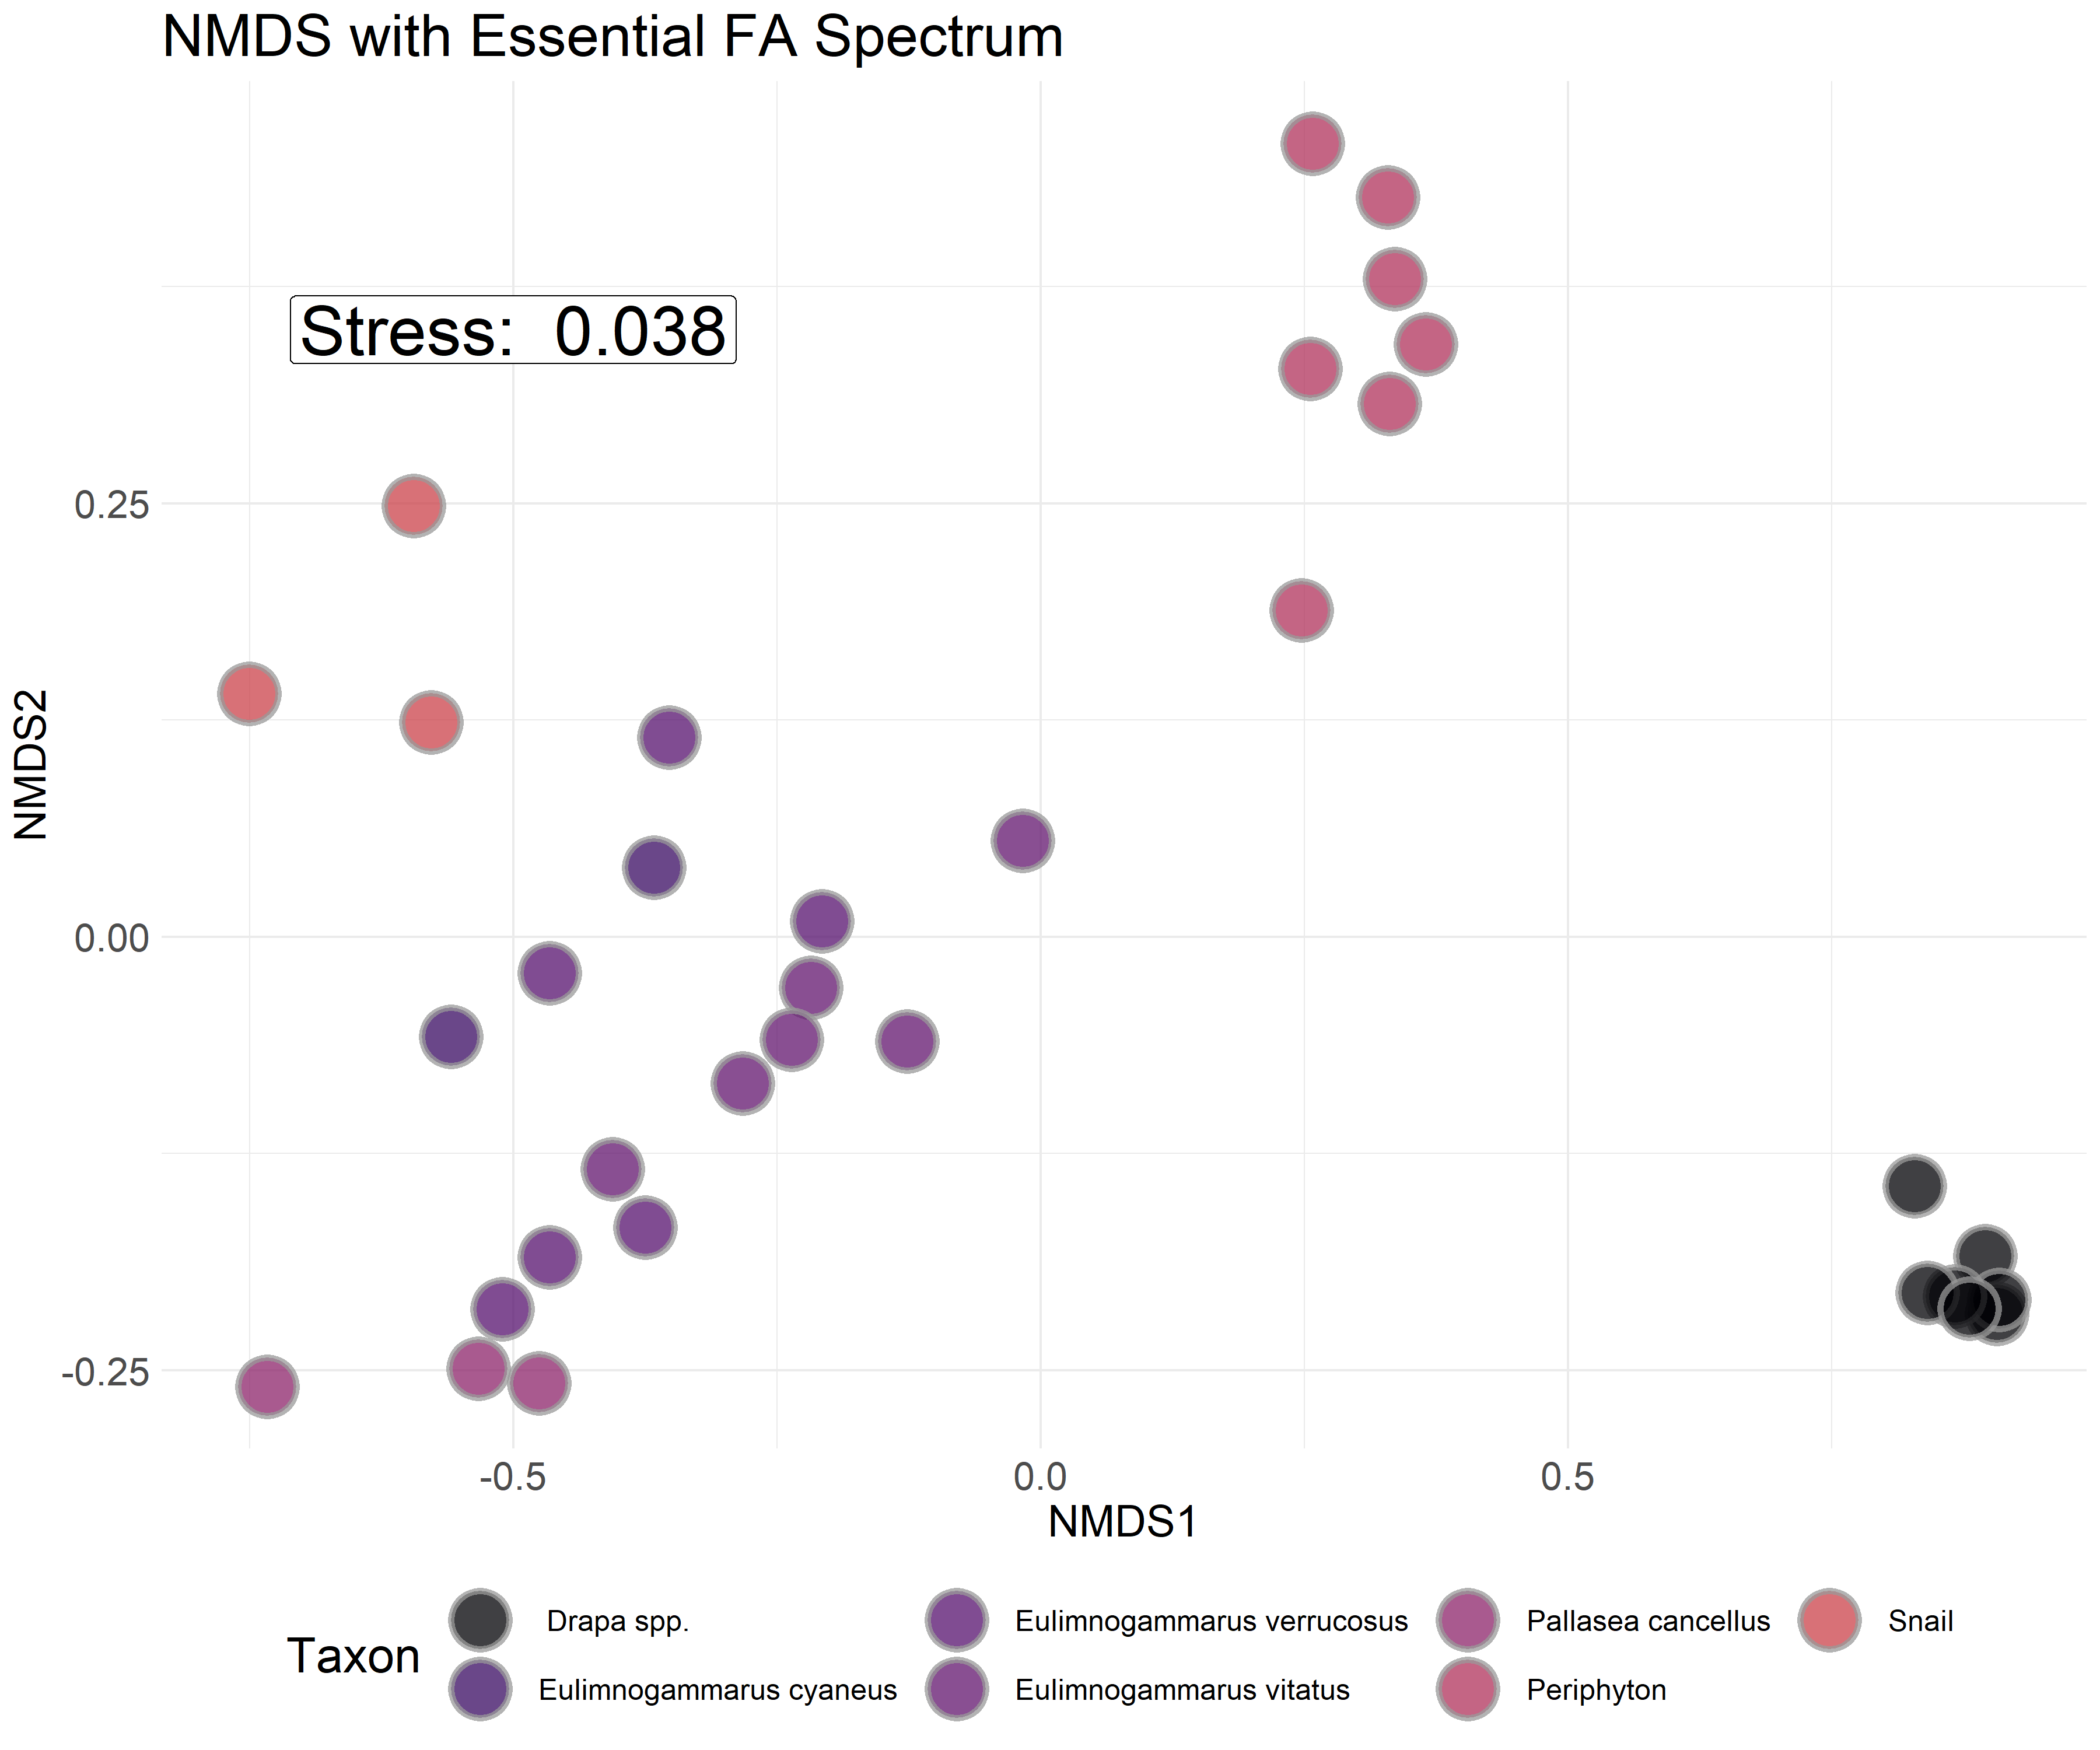 NMDS with Essential FA Spectrum
Stress:  0.038
0.25
0.00
-0.25
NMDS2
-0.5 0.0 0.5
NMDS1
Taxon
Drapa spp.
Eulimnogammarus cyaneus
Eulimnogammarus verrucosus
Eulimnogammarus vitatus
Pallasea cancellus
Periphyton
Snail